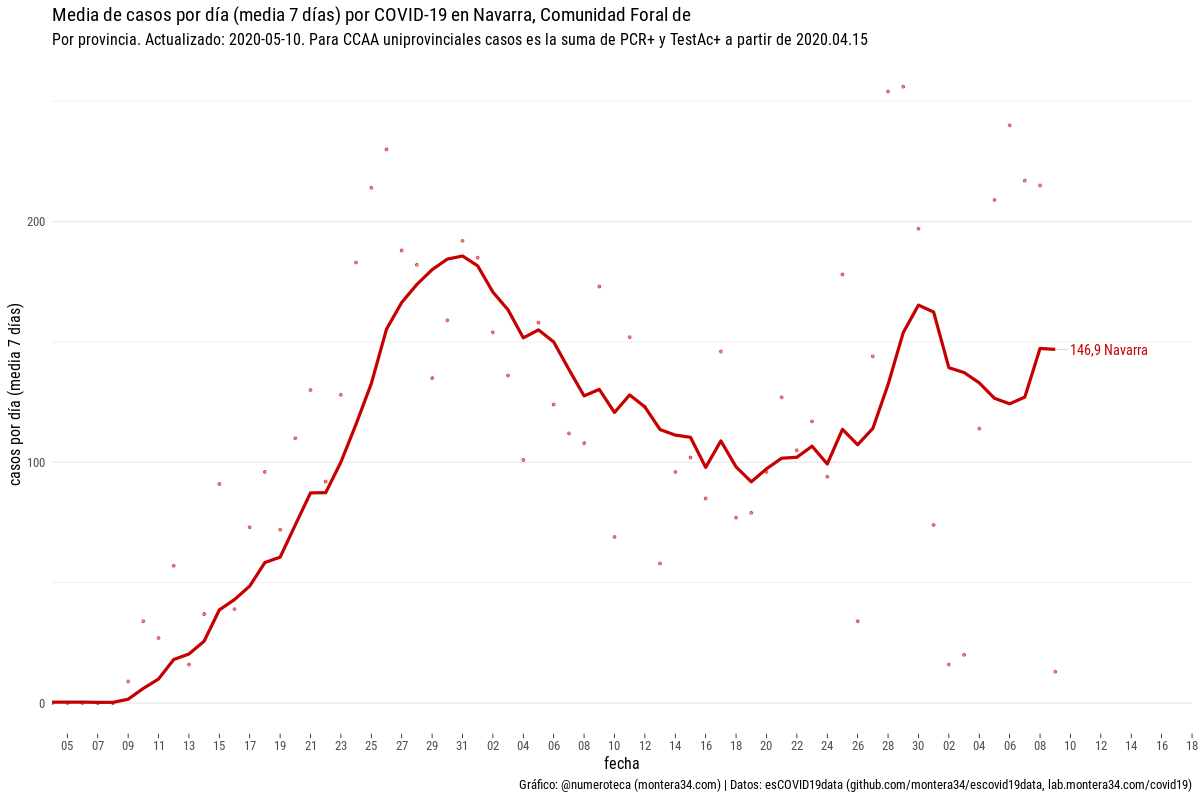 Media de casos por día (media 7 días) por COVID-19 en Navarra, Comunidad Foral de
Por provincia. Actualizado: 2020-05-10. Para CCAA uniprovinciales casos es la suma de PCR+ y TestAc+ a partir de 2020.04.15
casos por día (media 7 días)
200
100
0
146,9 Navarra
05 07 09 11 13 15 17 19 21 23 25 27 29 31 02 04 06 08 10 12 14 16 18 20 22 24 26 28 30 02 04 06 08 10 12 14 16 18
fecha
Gráfico: @numeroteca (montera34.com) | Datos: esCOVID19data (github.com/montera34/escovid19data, lab.montera34.com/covid19)